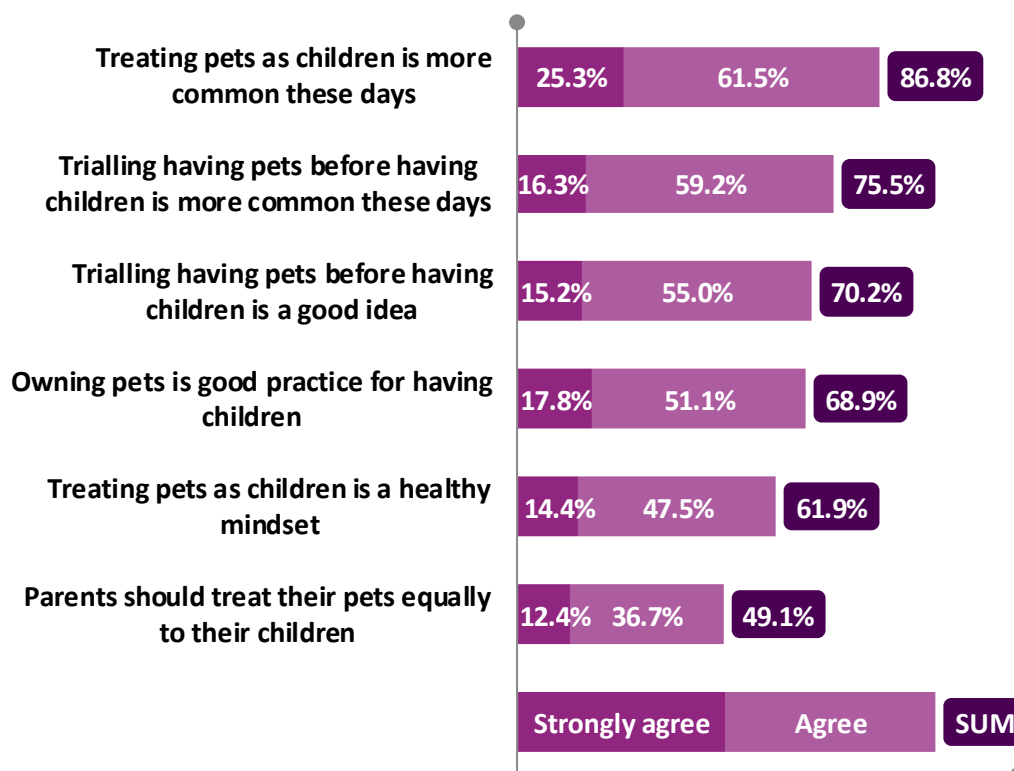 Treating pets as children is more
common these days
25.3% 61.5% 86.8%
Trialling having pets before having
children is more common these days
16.3% 59.2% 75.5%
Trialling having pets before having
children is a good idea
15.2% 55.0% 70.2%
Owning pets is good practice for having
children
17.8% 51.1% 68.9%
Treating pets as children is a healthy
mindset
14.4% 47.5% 61.9%
Parents should treat their pets equally
to their children
12.4% 36.7% 49.1%
Strongly agree Agree SUM